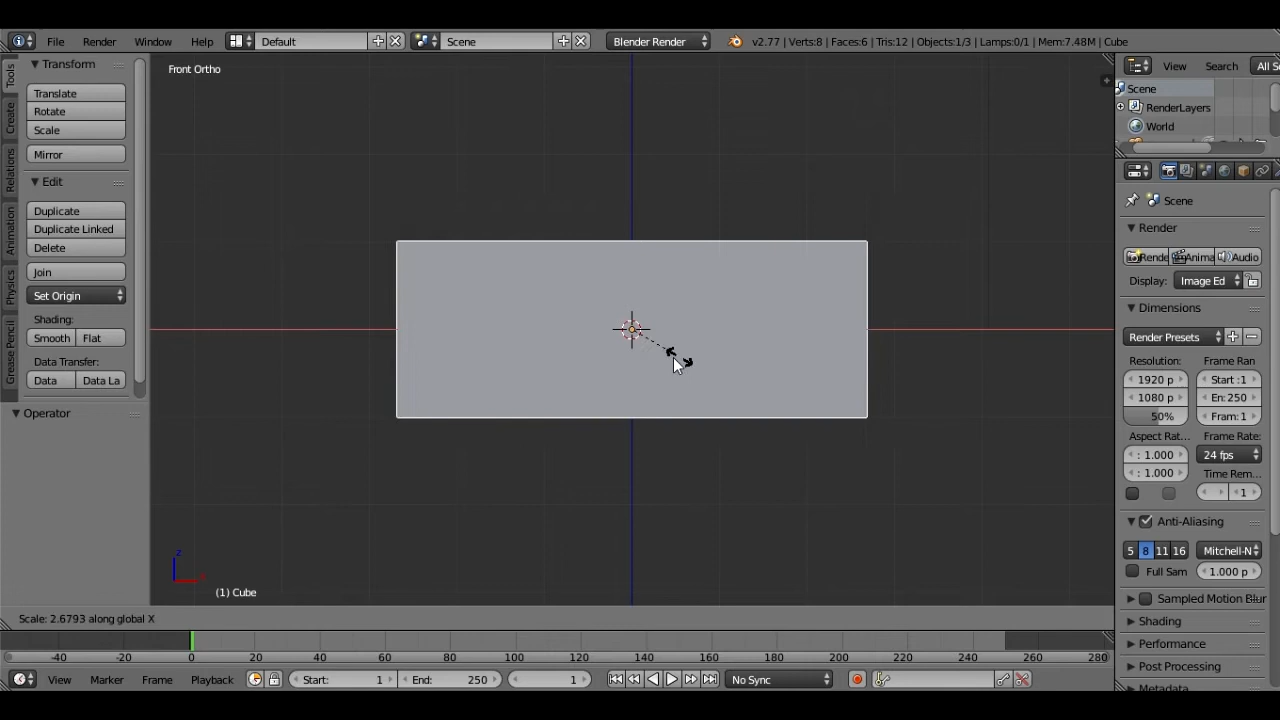 File Render Window Help Default Scene Blender Render v2.77 | Verts:8 | Faces:6 | Tris:12 | Objects:1/3 | Lamps:0/1 | Mem:7.48M | Cube
Tools
Create
Relations
Animation
Physics
Grease Pencil
Transform
Translate
Rotate
Scale
Mirror
Edit
Duplicate
Duplicate Linked
Delete
Join
Set Origin
Shading:
Smooth Flat
Data Transfer:
Data Data La
Operator
Front Ortho
z
(1) Cube
Scale: 2.6793 along global X
View Search All S
Scene
RenderLayers
World
Scene
Render
Rende Anima Audio
Display: Image Ed
Dimensions
Render Presets
Resolution: Frame Ran
1920 p Start :1
1080 p En: 250
50% Fram: 1
Aspect Rat... Frame Rate:
: 1.000 24 fps
: 1.000 Time Rem...
1
Anti-Aliasing
5 8 11 16 Mitchell-N
Full Sam 1.000 p
Sampled Motion Blur
Shading
Performance
Post Processing
Metadata
-40 -20 0 20 40 60 80 100 120 140 160 180 200 220 240 260 280
View Marker Frame Playback Start: 1 End: 250 1 No Sync